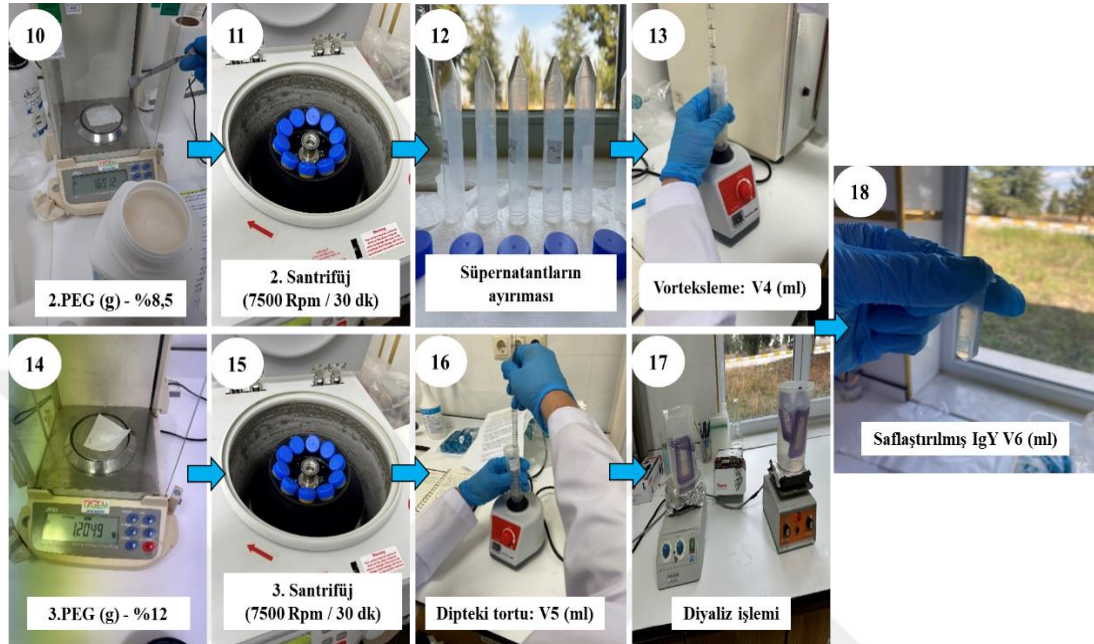 10
11
12
13
2.PEG (g) - %8,5
2. Santrifüj
(7500 Rpm / 30 dk)
Süpernatantların
ayırıması
Vorteksleme: V4 (ml)
18
Saflaştırılmış IgY V6 (ml)
14
15
16
17
TAGEM
12049
3.PEG (g) - %12
3. Santrifüj
(7500 Rpm / 30 dk)
Dipteki tortu: V5 (ml)
Diyaliz işlemi